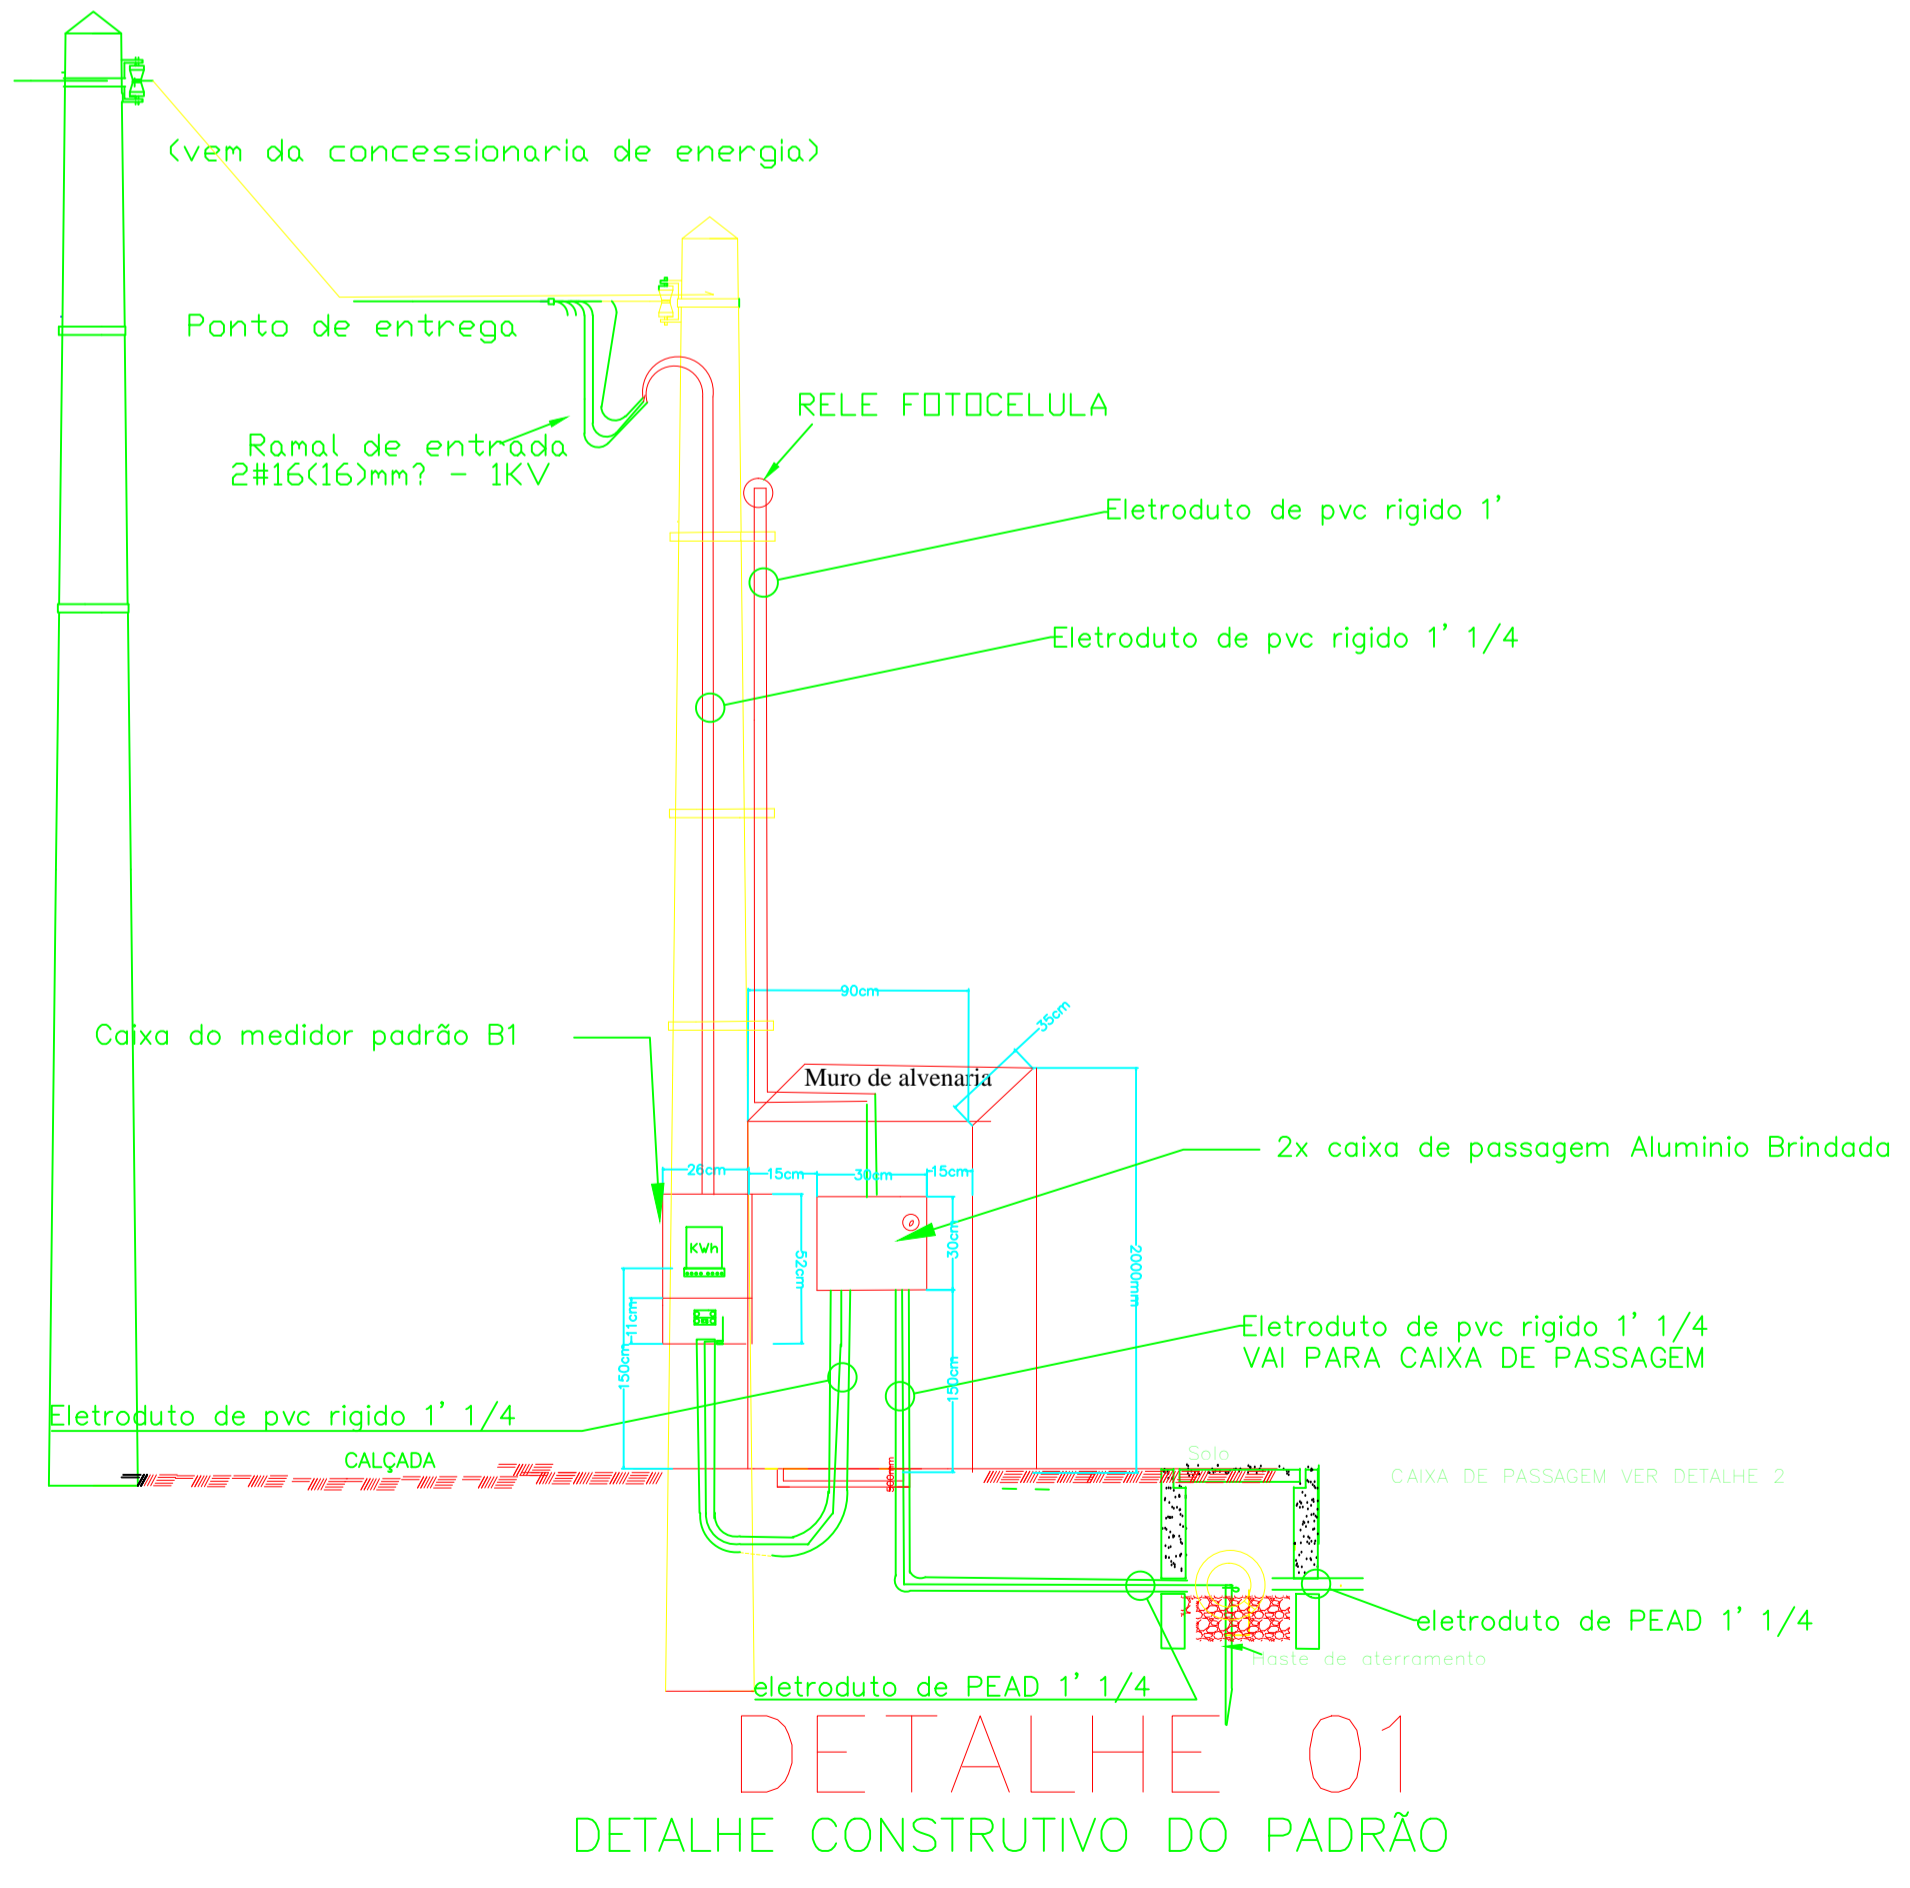 (vem da concessionaria de energia)
Ponto de entrega
RELE FOTOCELULA
Ramal de entrada
2#16(16)mm? - 1KV
Eletroduto de pvc rigido 1'
Eletroduto de pvc rigido 1' 1/4
90cm
35cm
Caixa do medidor padrão B1
Muro de alvenaria
2x caixa de passagem Aluminio Brindada
26cm
15cm
30cm
15cm
KWh
52cm
30cm
2000mm
11cm
150cm
150cm
Eletroduto de pvc rigido 1' 1/4
VAI PARA CAIXA DE PASSAGEM
Eletroduto de pvc rigido 1' 1/4
CALÇADA
500mm
Solo
CAIXA DE PASSAGEM VER DETALHE 2
eletroduto de PEAD 1' 1/4
Haste de aterramento
eletroduto de PEAD 1' 1/4
DETALHE 01
DETALHE CONSTRUTIVO DO PADRÃO